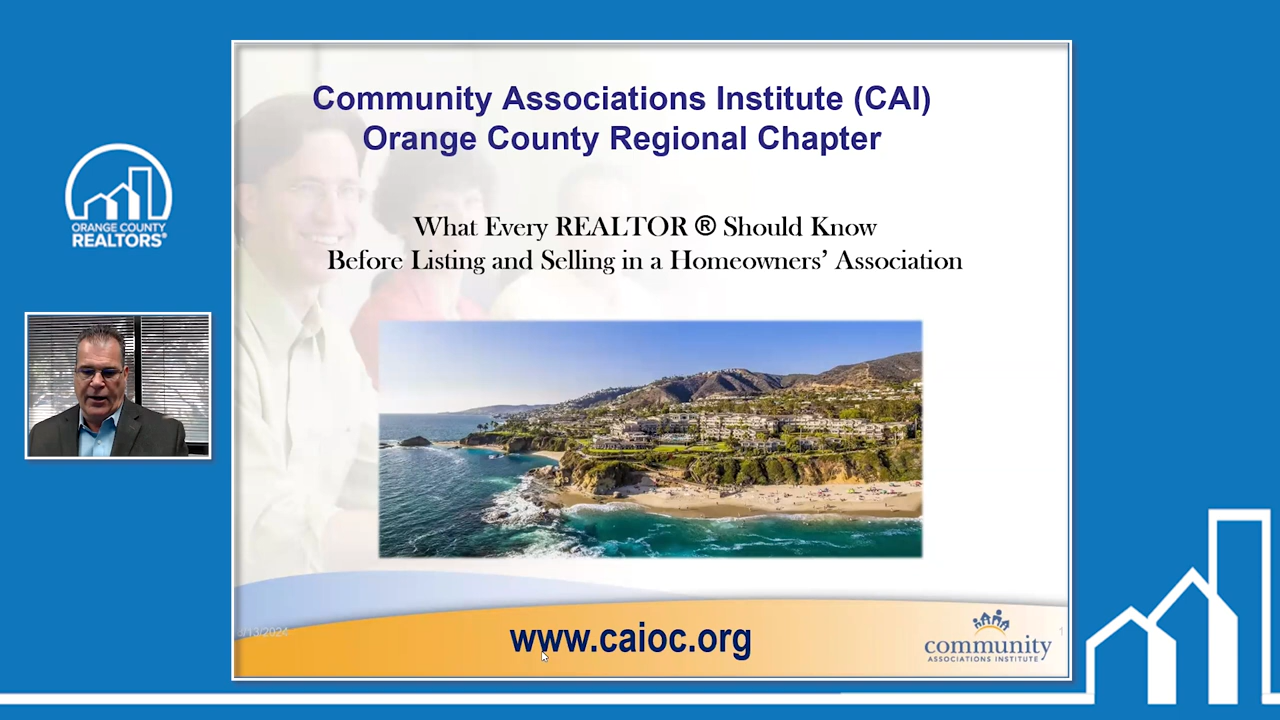 Community Associations Institute (CAI)
Orange County Regional Chapter
What Every REALTOR ® Should Know
Before Listing and Selling in a Homeowners’ Association
ORANGE COUNTY
REALTORS®
www.caioc.org
community
ASSOCIATIONS INSTITUTE
1